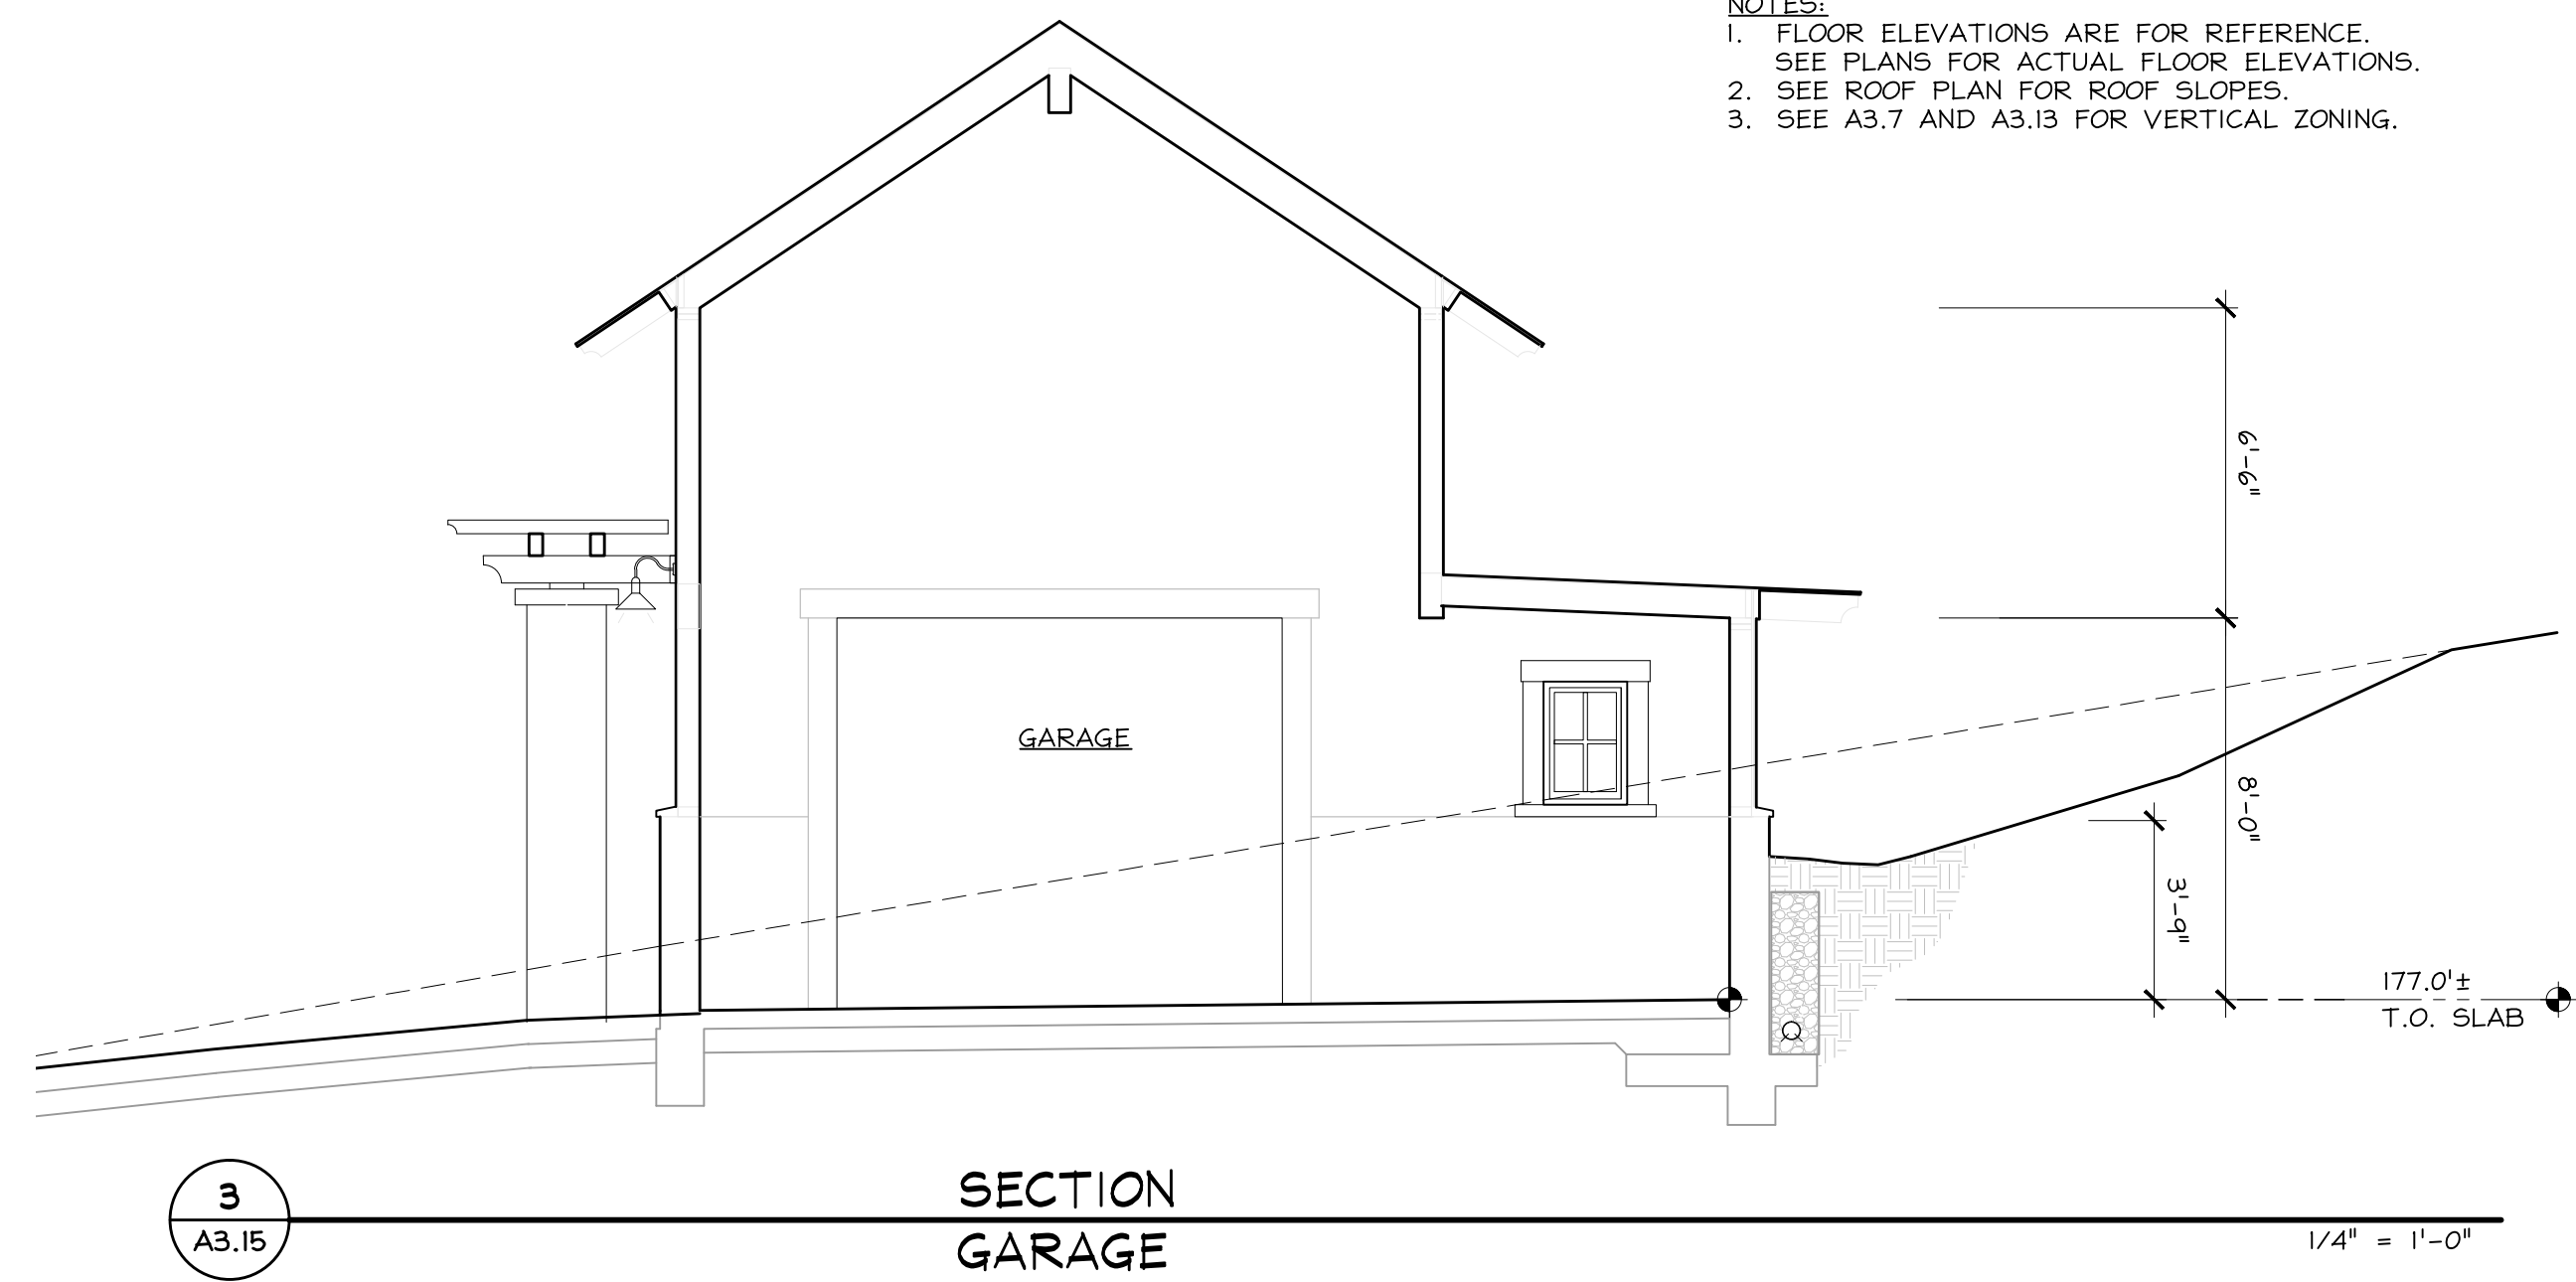 NOTES:
1. FLOOR ELEVATIONS ARE FOR REFERENCE.
SEE PLANS FOR ACTUAL FLOOR ELEVATIONS.
2. SEE ROOF PLAN FOR ROOF SLOPES.
3. SEE A3.7 AND A3.13 FOR VERTICAL ZONING.
6'-6"
GARAGE
8'-0"
3'-9"
177.0'±
T.O. SLAB
3
A3.15
SECTION
GARAGE
1/4" = 1'-0"